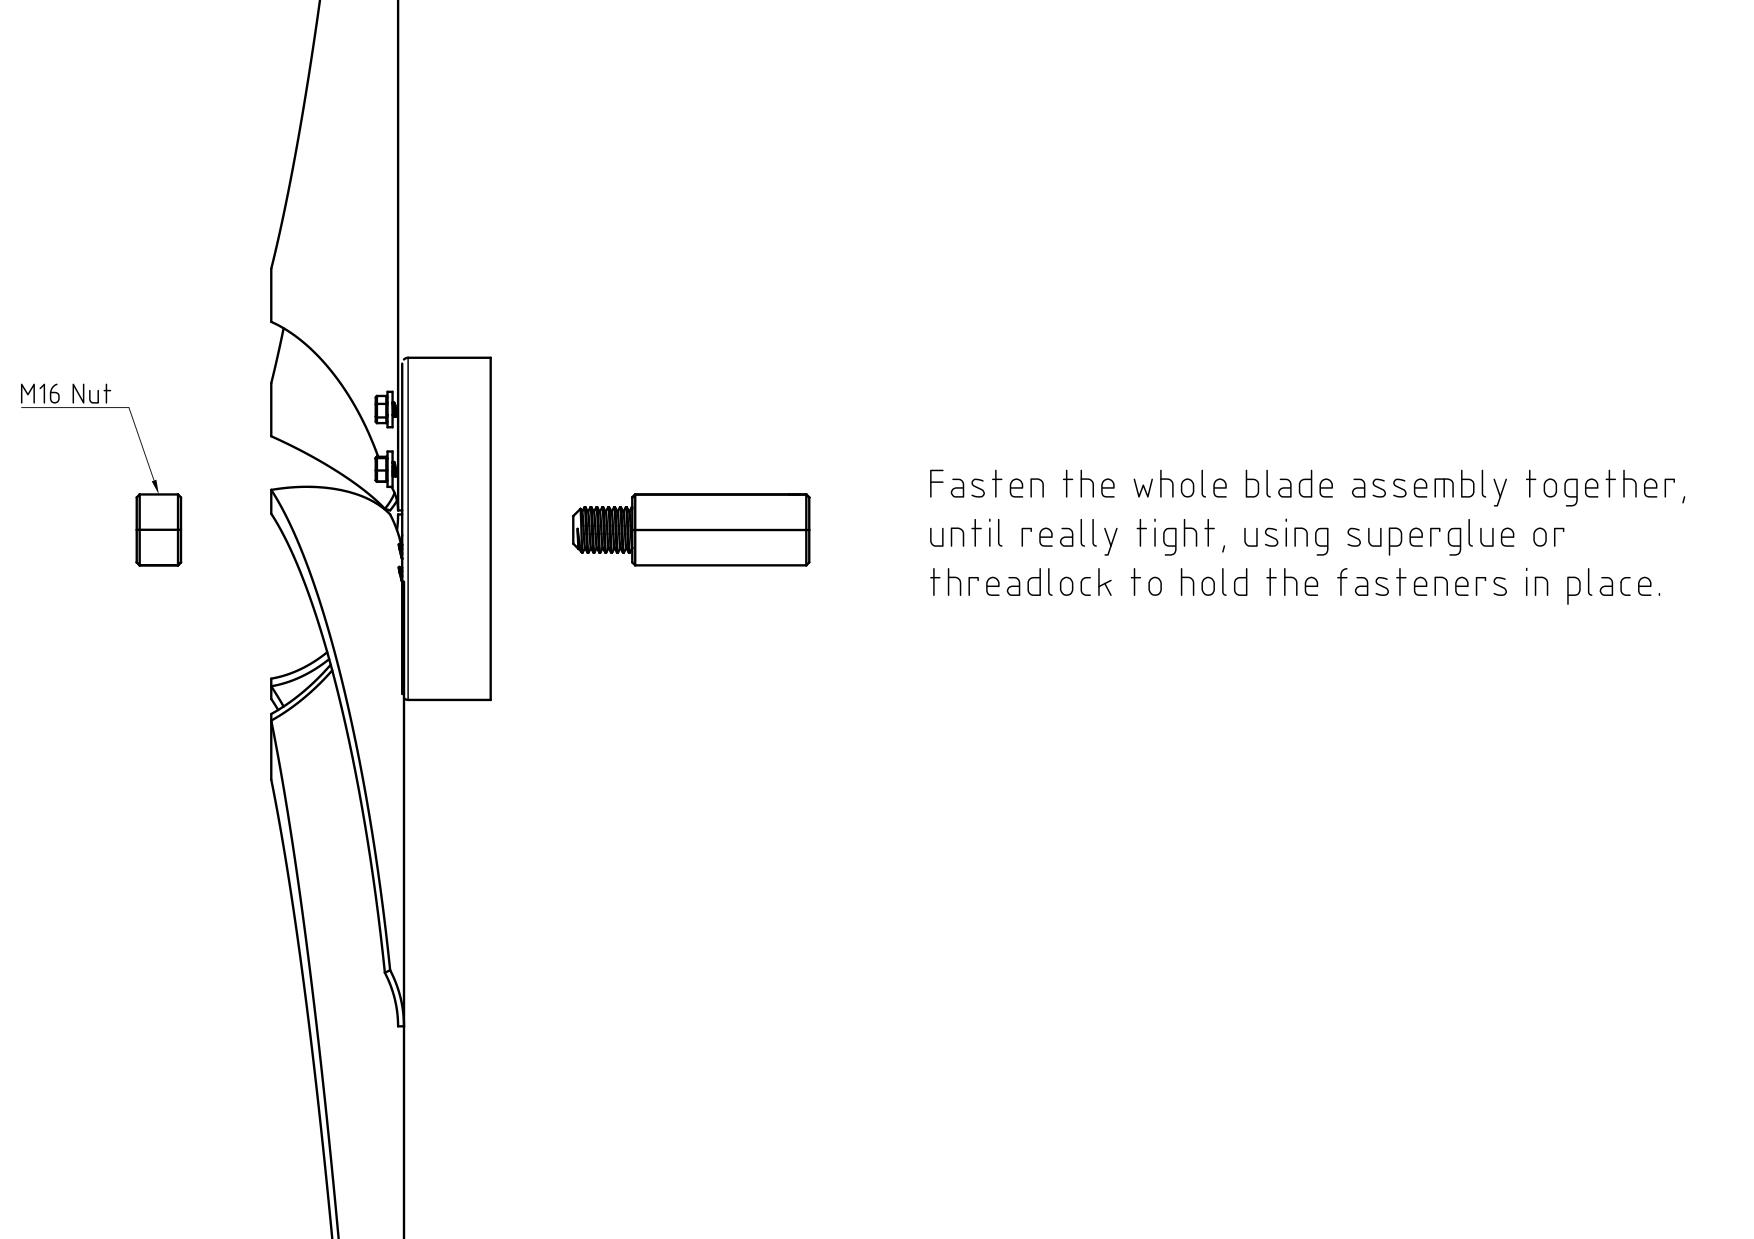 M16 Nut
Fasten the whole blade assembly together,
until really tight, using superglue or
threadlock to hold the fasteners in place.